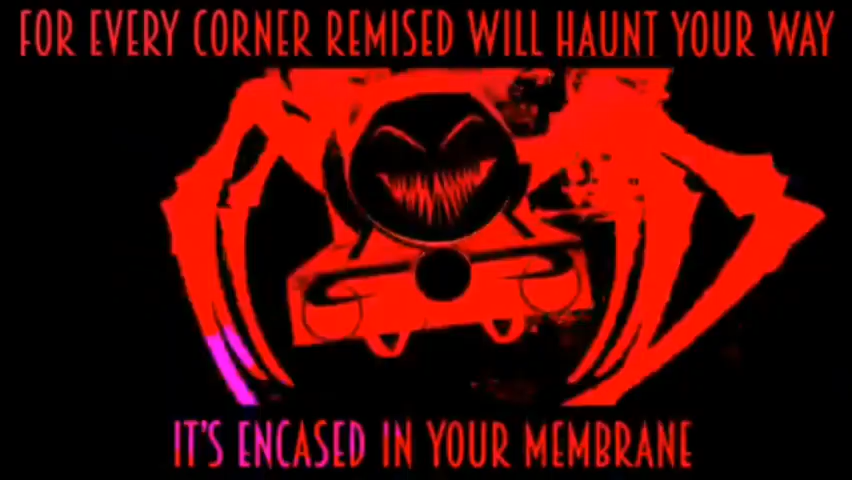 FOR EVERY CORNER REMISED WILL HAUNT YOUR WAY
IT'S ENCASED IN YOUR MEMBRANE